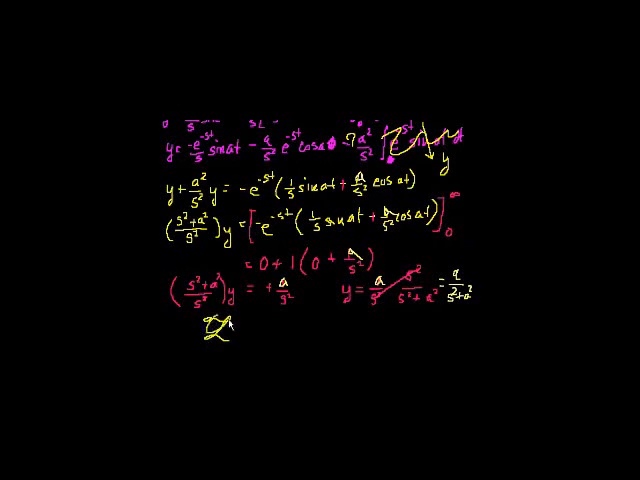 y = -e^{-st}/s sin at - a/s² e^{-st} cos a - a²/s² ∫ e^{-st} sin at dt
y
y + a²/s² y = -e^{-st} (1/s sin at + a/s² cos at)
(s²+a²/s²) y = [-e^{-st} (1/s sin at + a/s² cos at)]₀^∞
= 0 + 1 (0 + a/s²)
(s²+a²/s²) y = + a/s² y = a/s² s²/s²+a² = a/s²+a²